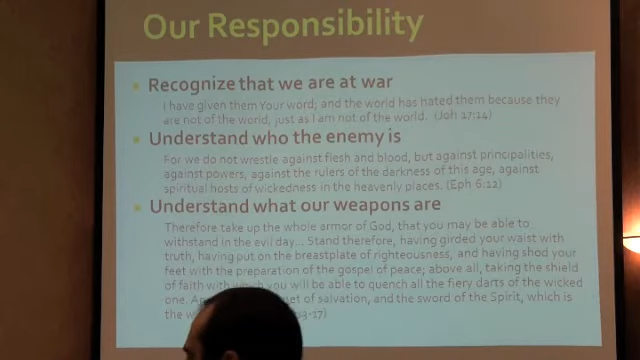 Our Responsibility
Recognize that we are at war
I have given them Your word; and the world has hated them because they
are not of the world, just as I am not of the world. (Joh 17:14)
Understand who the enemy is
For we do not wrestle against flesh and blood, but against principalities,
against powers, against the rulers of the darkness of this age, against
spiritual hosts of wickedness in the heavenly places. (Eph 6:12)
Understand what our weapons are
Therefore take up the whole armor of God, that you may be able to
withstand in the evil day... Stand therefore, having girded your waist with
truth, having put on the breastplate of righteousness, and having shod your
feet with the preparation of the gospel of peace; above all, taking the shield
of faith with which you will be able to quench all the fiery darts of the wicked
one. of salvation, and the sword of the Spirit, which is
the